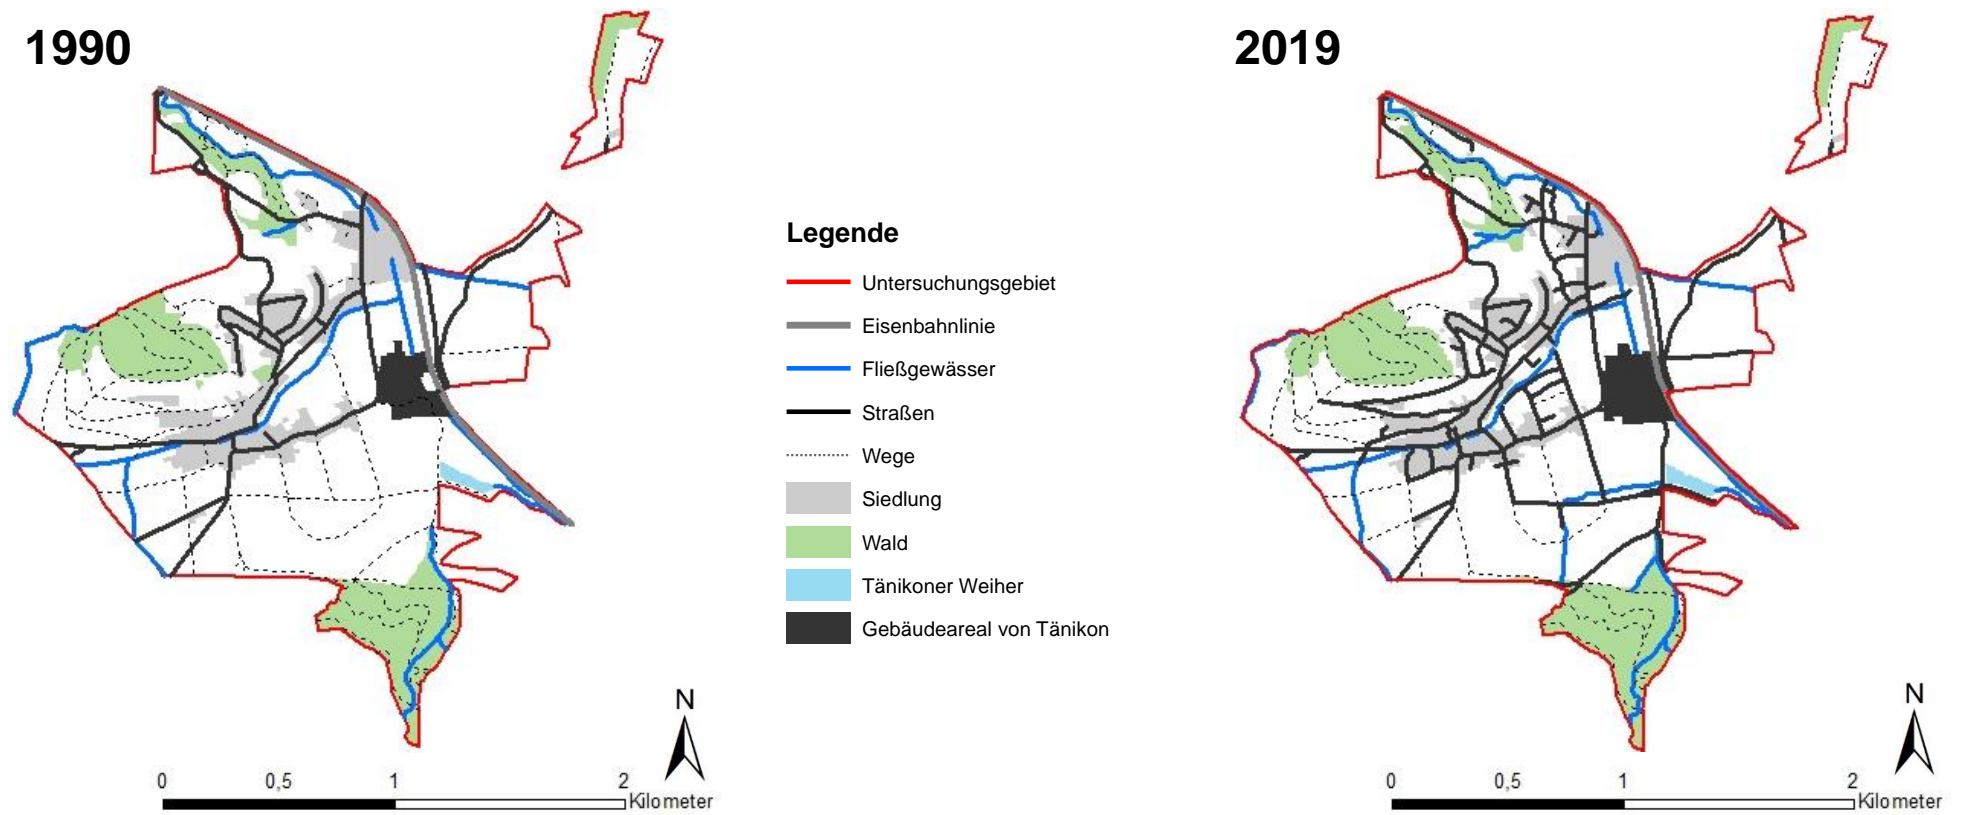 1990
2019
Legende
Untersuchungsgebiet
Eisenbahnlinie
Fließgewässer
Straßen
Wege
Siedlung
Wald
Tänikoner Weiher
Gebäudeareal von Tänikon
N
0 0,5 1 2
Kilometer
N
0 0,5 1 2
Kilometer